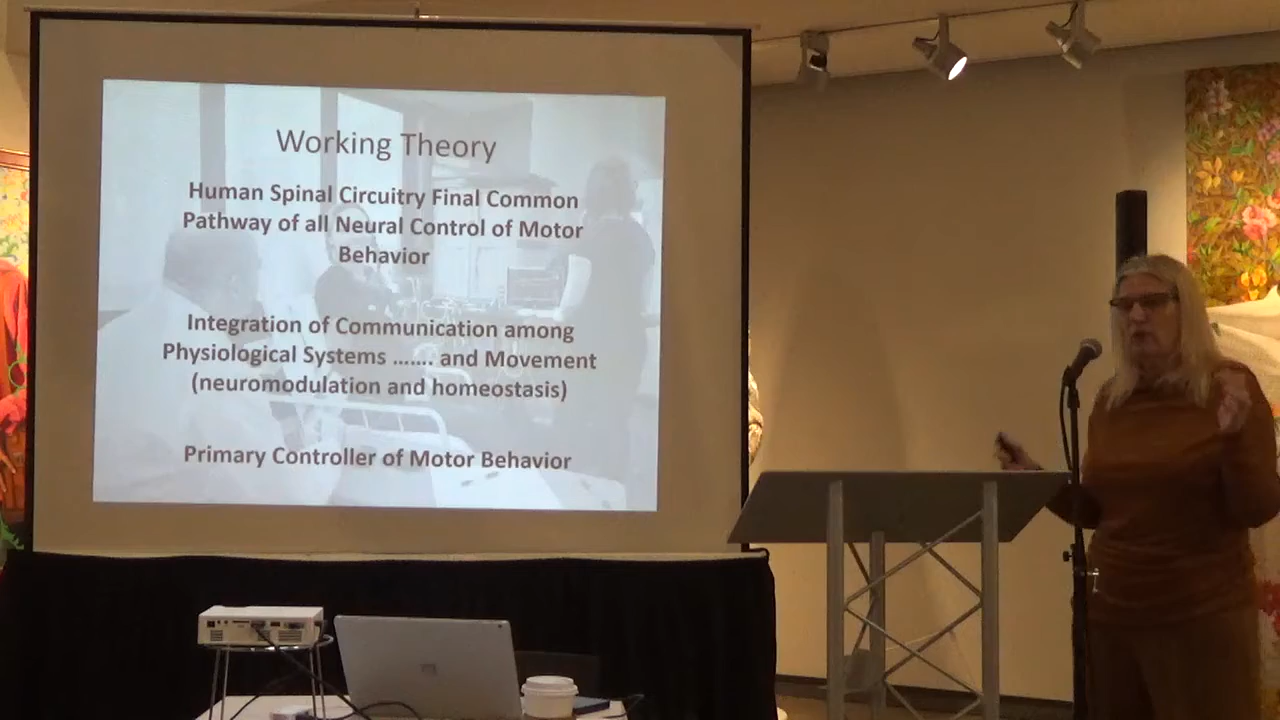 Working Theory
Human Spinal Circuitry Final Common
Pathway of all Neural Control of Motor
Behavior
Integration of Communication among
Physiological Systems ....... and Movement
(neuromodulation and homeostasis)
Primary Controller of Motor Behavior